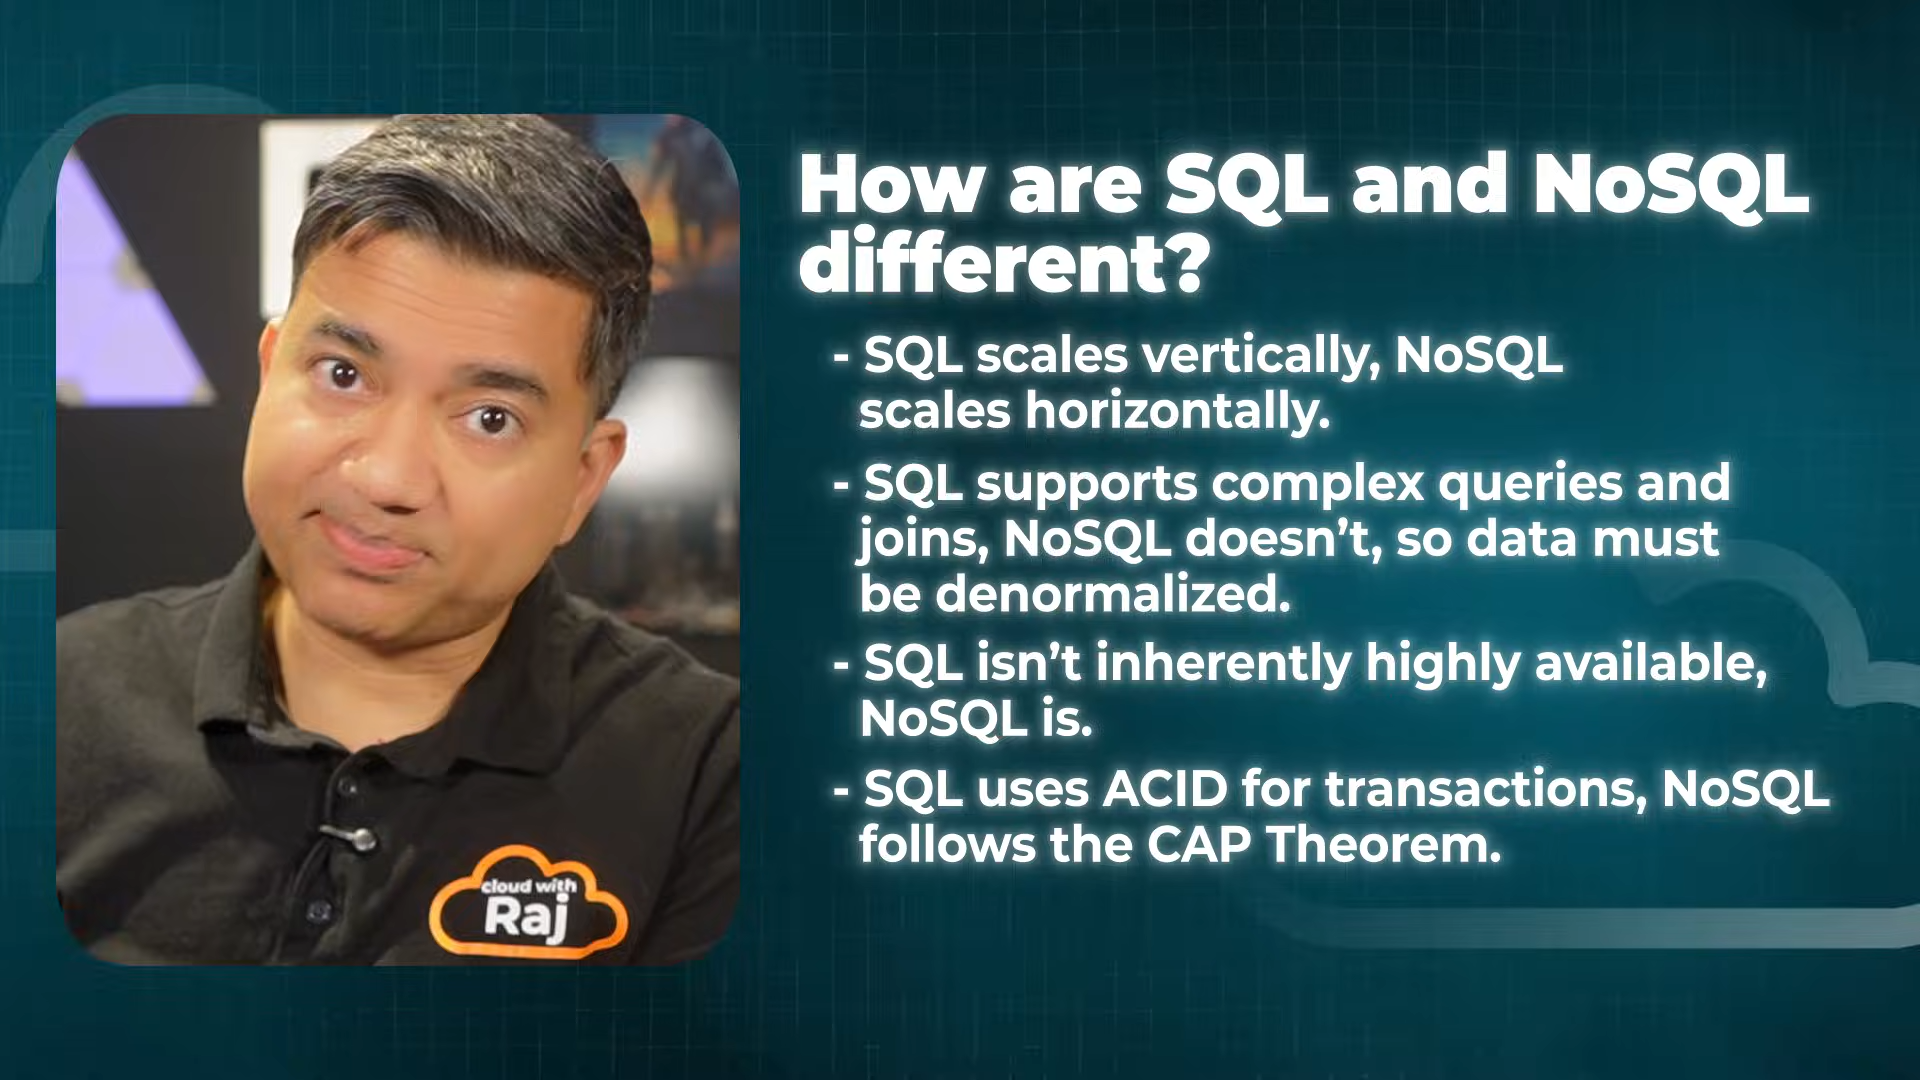 How are SQL and NoSQL
different?
- SQL scales vertically, NoSQL
scales horizontally.
- SQL supports complex queries and
joins, NoSQL doesn’t, so data must
be denormalized.
- SQL isn’t inherently highly available,
NoSQL is.
- SQL uses ACID for transactions, NoSQL
follows the CAP Theorem.
cloud with
Raj